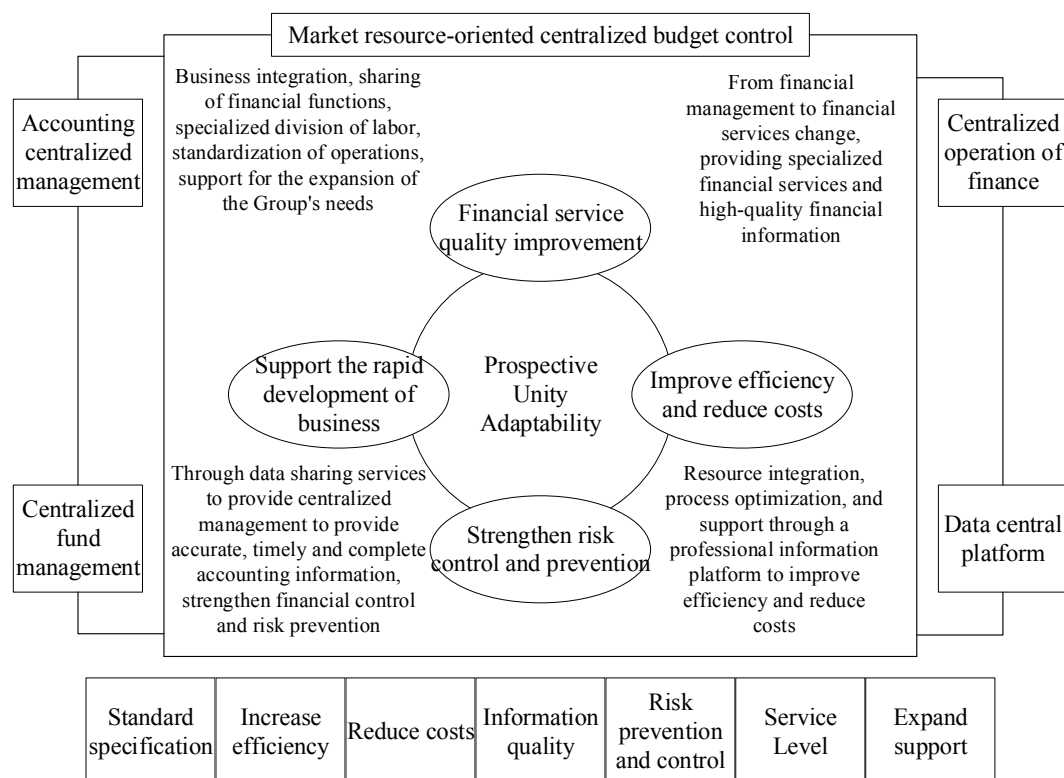 Market resource-oriented centralized budget control
Accounting
centralized
management
Centralized
fund
management
Business integration, sharing
of financial functions,
specialized division of labor,
standardization of operations,
support for the expansion of
the Group's needs
From financial
management to financial
services change,
providing specialized
financial services and
high-quality financial
information
Financial service
quality improvement
Support the rapid
development of
business
Prospective
Unity
Adaptability
Improve efficiency
and reduce costs
Strengthen risk
control and prevention
Through data sharing services
to provide centralized
management to provide
accurate, timely and complete
accounting information,
strengthen financial control
and risk prevention
Resource integration,
process optimization, and
support through a
professional information
platform to improve
efficiency and reduce
costs
Centralized
operation of
finance
Data central
platform
Standard
specification
Increase
efficiency
Reduce costs
Information
quality
Risk
prevention
and control
Service
Level
Expand
support